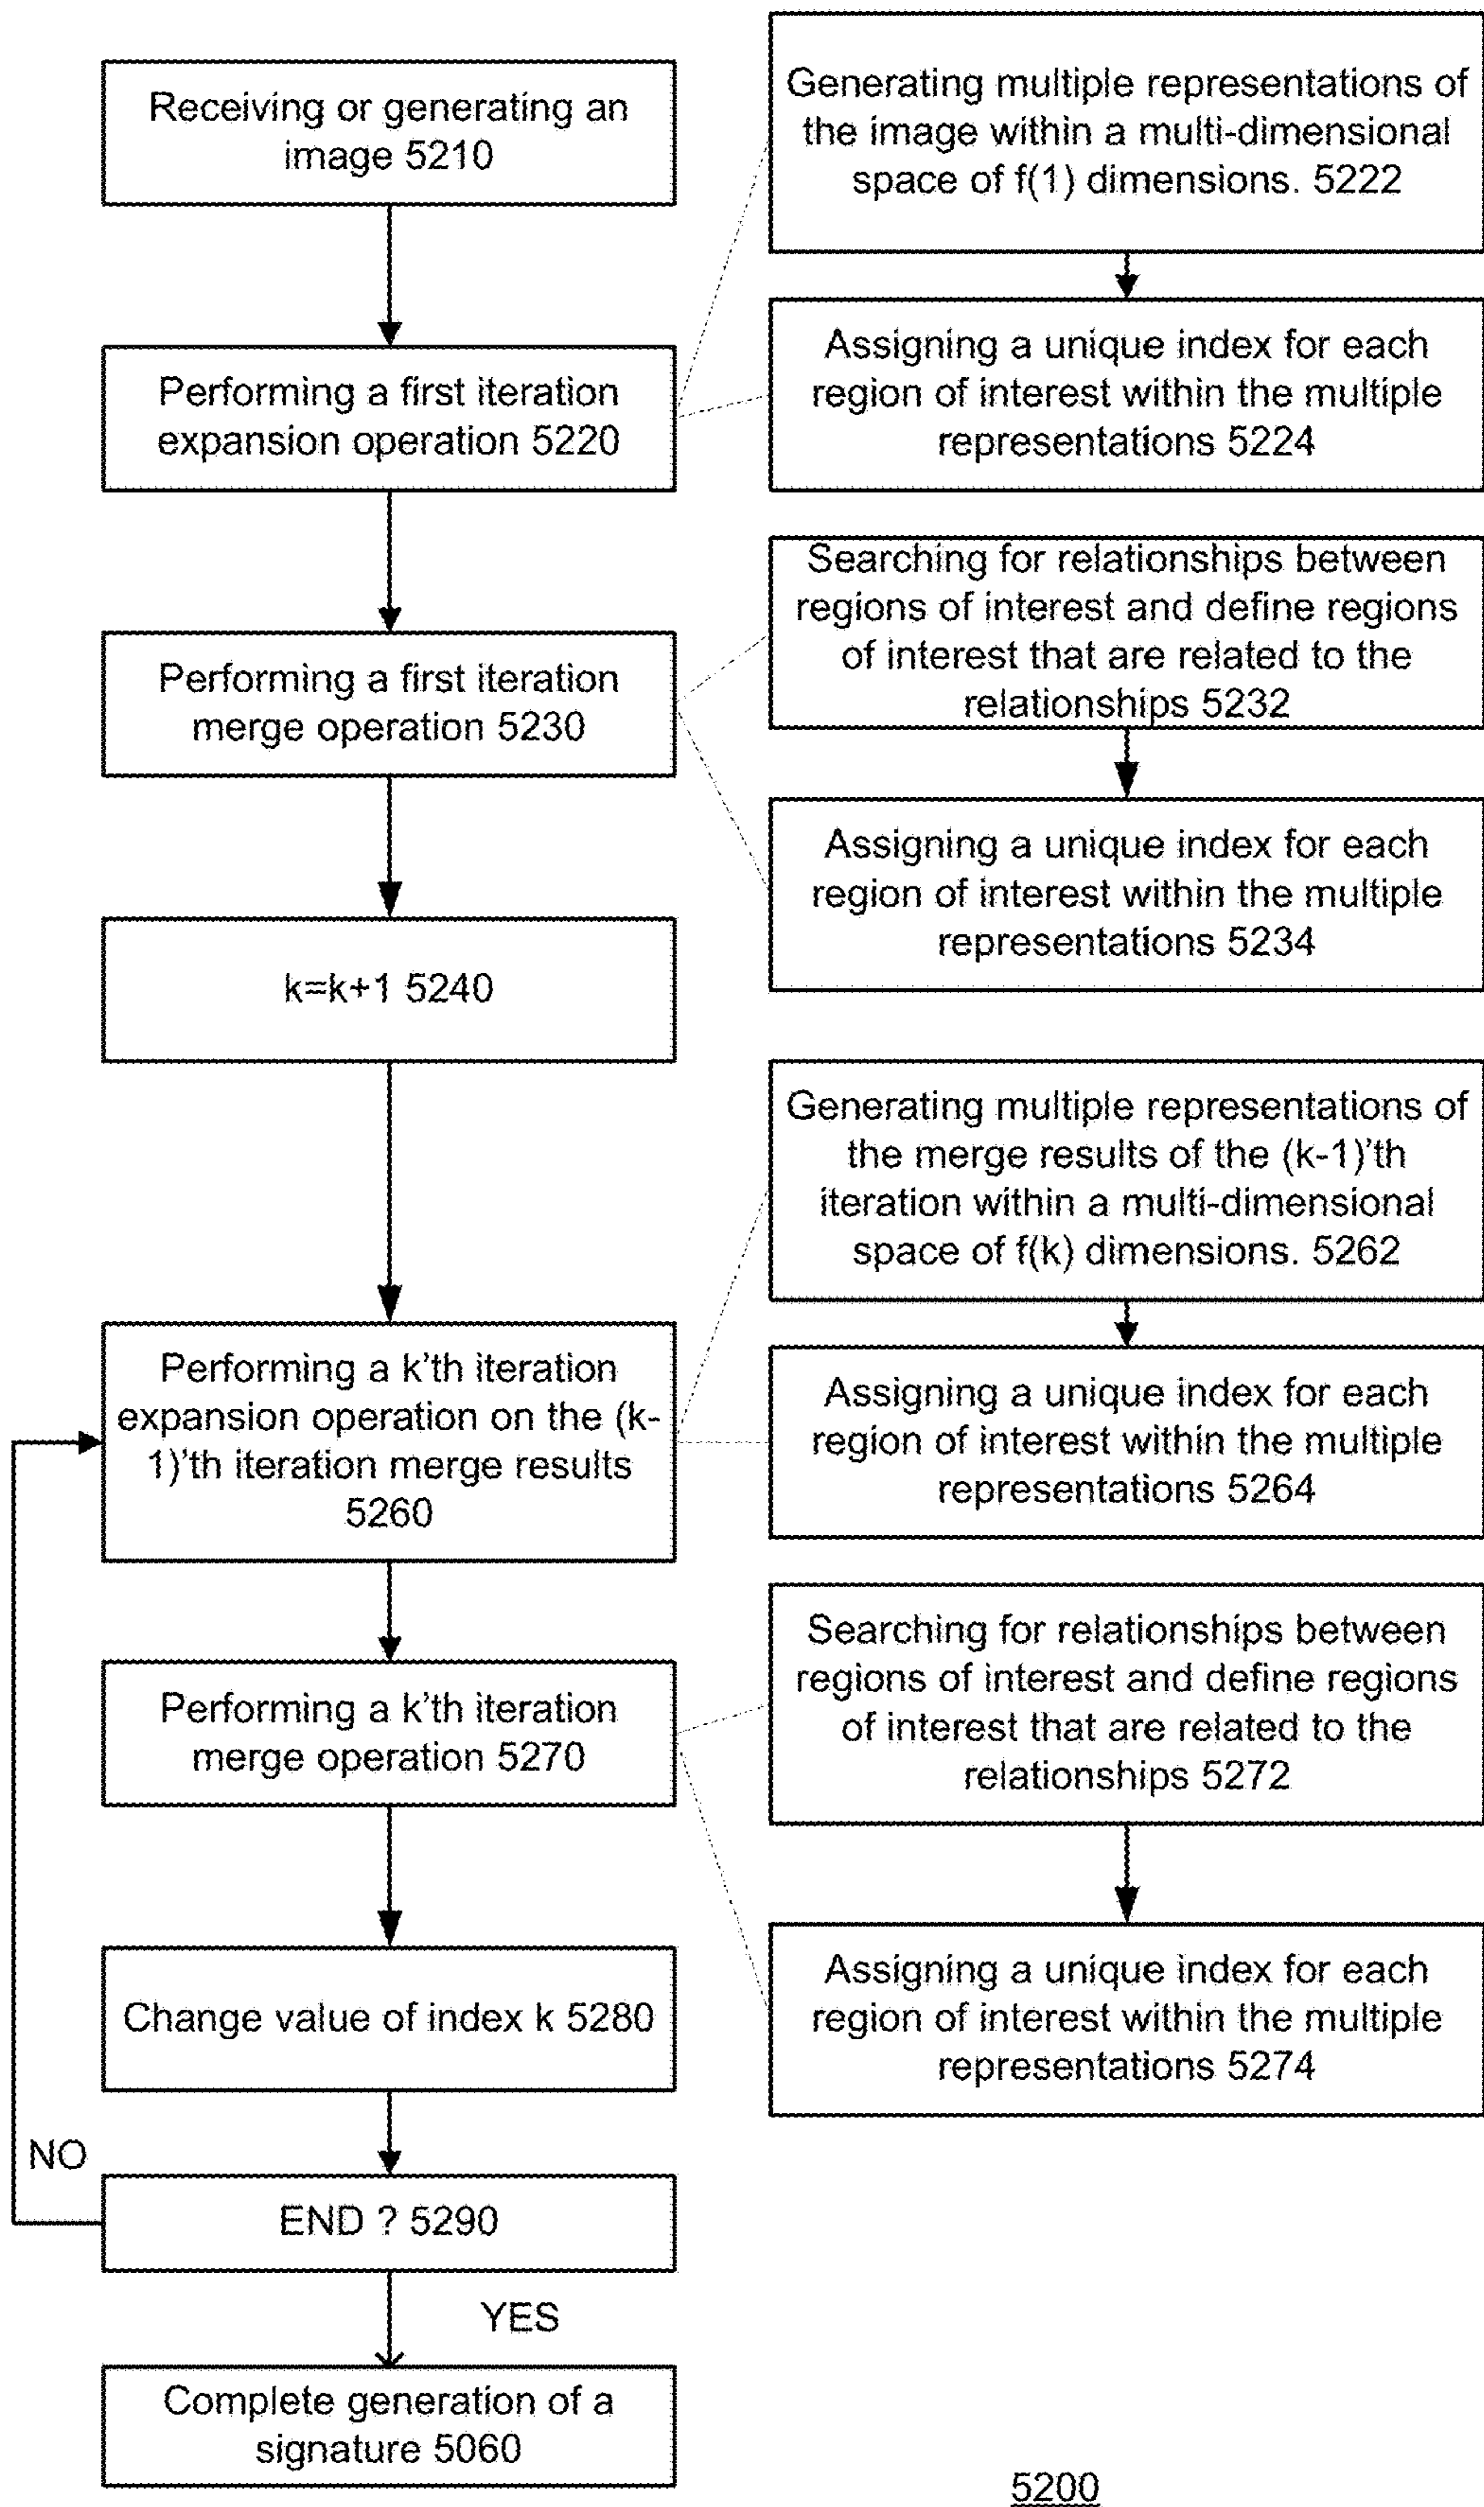 Receiving or generating an
image 5210
Generating multiple representations of
the image within a multi-dimensional
space of f(1) dimensions. 5222
Performing a first iteration
expansion operation 5220
Assigning a unique index for each
region of interest within the multiple
representations 5224
Performing a first iteration
merge operation 5230
Searching for relationships between
regions of interest and define regions
of interest that are related to the
relationships 5232
Assigning a unique index for each
region of interest within the multiple
representations 5234
k=k+1 5240
Performing a k'th iteration
expansion operation on the (k-
1)'th iteration merge results
5260
Generating multiple representations of
the merge results of the (k-1)'th
iteration within a multi-dimensional
space of f(k) dimensions. 5262
Assigning a unique index for each
region of interest within the multiple
representations 5264
Performing a k'th iteration
merge operation 5270
Searching for relationships between
regions of interest and define regions
of interest that are related to the
relationships 5272
Assigning a unique index for each
region of interest within the multiple
representations 5274
Change value of index k 5280
NO
END ? 5290
YES
Complete generation of a
signature 5060
5200